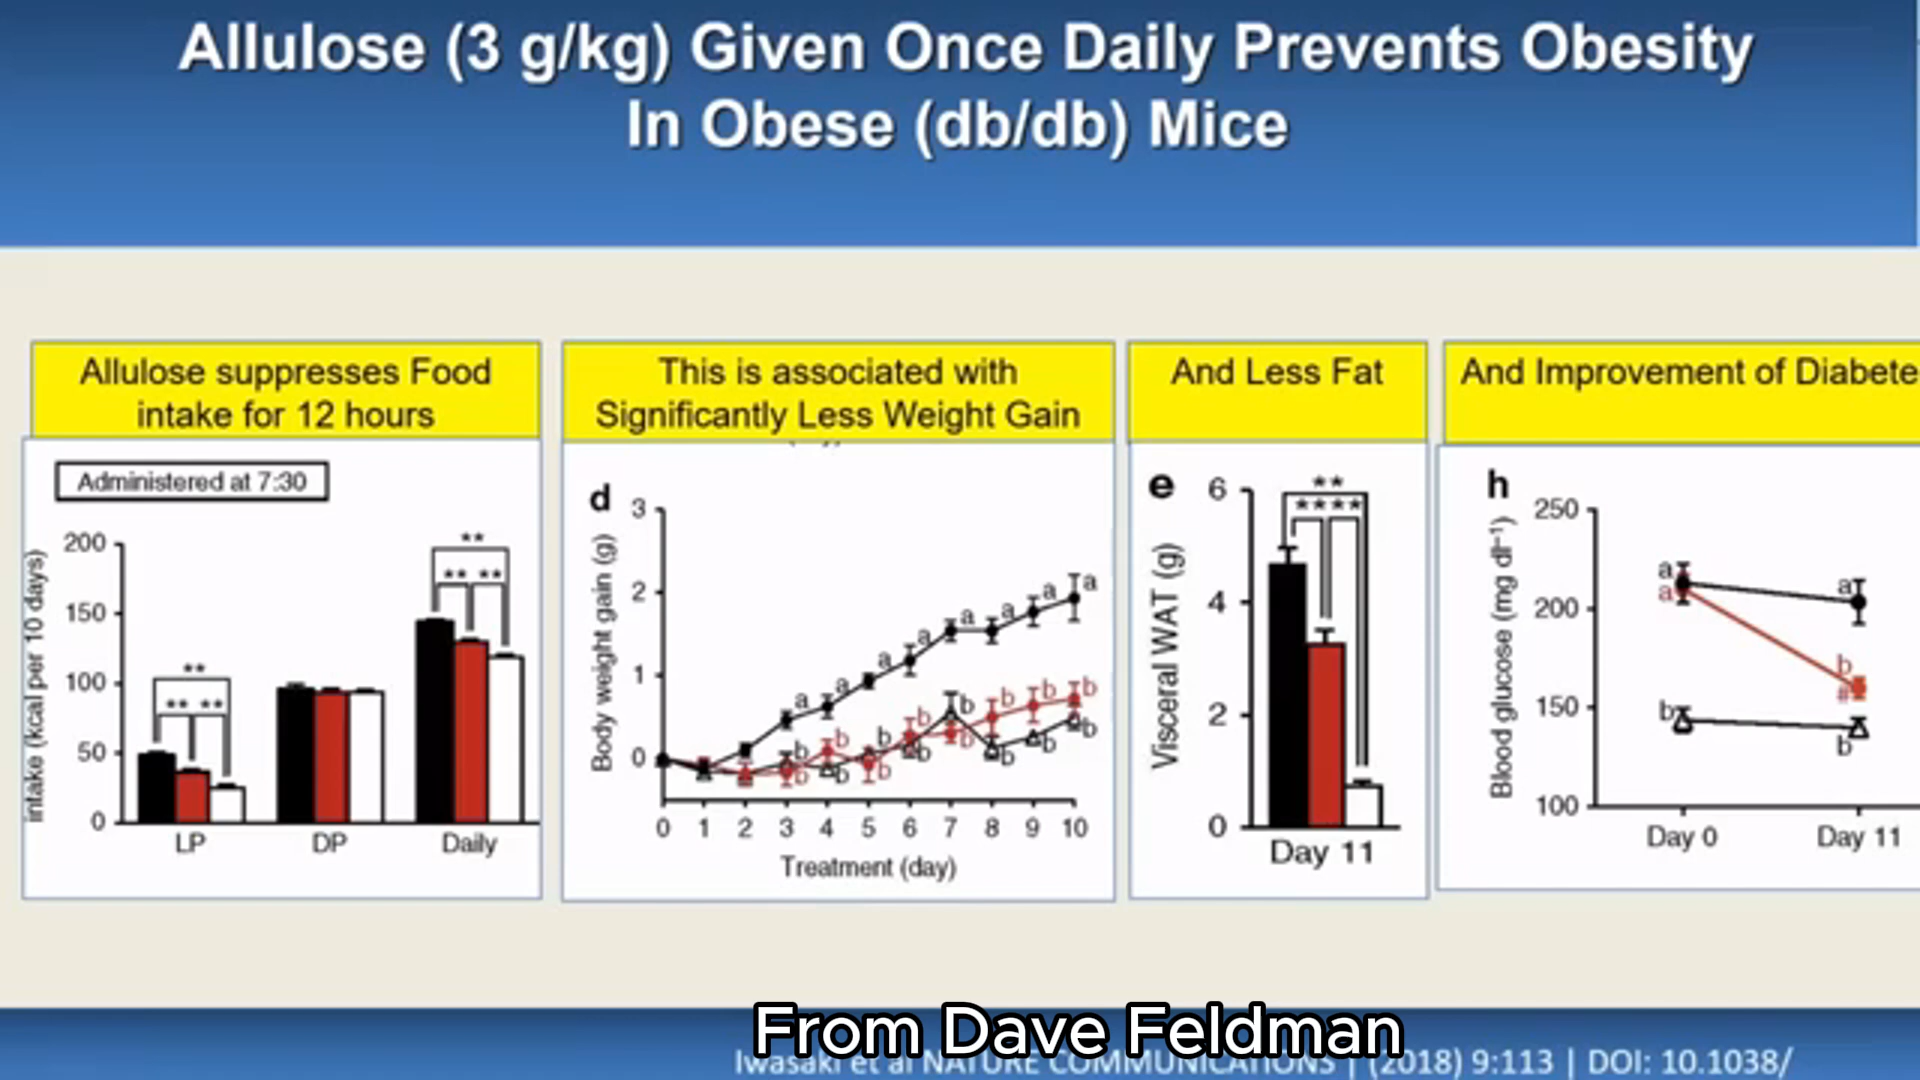 Allulose (3 g/kg) Given Once Daily Prevents Obesity
In Obese (db/db) Mice
Allulose suppresses Food
intake for 12 hours
Administered at 7:30
intake (kcal per 10 days)
200
150
100
50
0
** 
** **
**
** **
LP
DP
Daily
This is associated with
Significantly Less Weight Gain
d
Body weight gain (g)
3
2
1
0
a a a a a a a a
b b b b b b b b
b b b b b b b b
0 1 2 3 4 5 6 7 8 9 10
Treatment (day)
And Less Fat
e
Visceral WAT (g)
6
4
2
0
**
****
Day 11
And Improvement of Diabete
h
Blood glucose (mg dl⁻¹)
250
200
150
100
a
a
b
a
b
#
b
Day 0
Day 11
From Dave Feldman
Iwasaki et al NATURE COMMUNICATIONS | (2018) 9:113 | DOI: 10.1038/